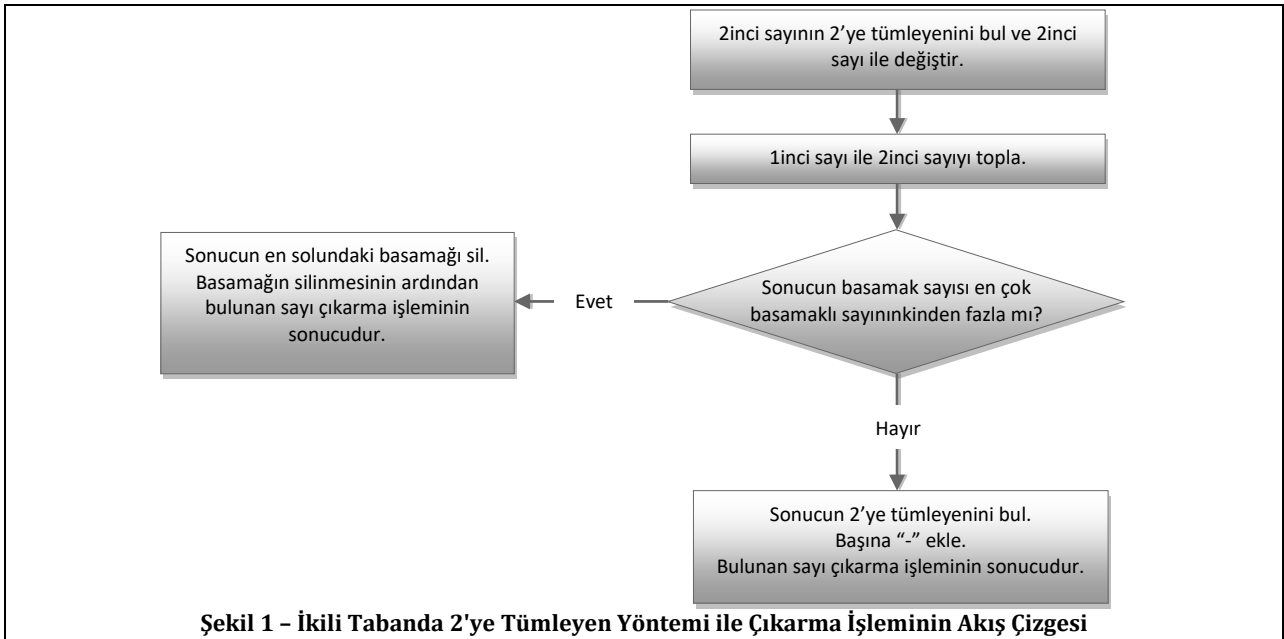 2inci sayının 2’ye tümleyenini bul ve 2inci
sayı ile değiştir.
1inci sayı ile 2inci sayıyı topla.
Sonucun basamak sayısı en çok
basamaklı sayınınkinden fazla mı?
Evet
Sonucun en solundaki basamağı sil.
Basamağın silinmesinin ardından
bulunan sayı çıkarma işleminin
sonucudur.
Hayır
Sonucun 2’ye tümleyenini bul.
Başına “-” ekle.
Bulunan sayı çıkarma işleminin sonucudur.
Şekil 1 – İkili Tabanda 2'ye Tümleyen Yöntemi ile Çıkarma İşleminin Akış Çizgesi